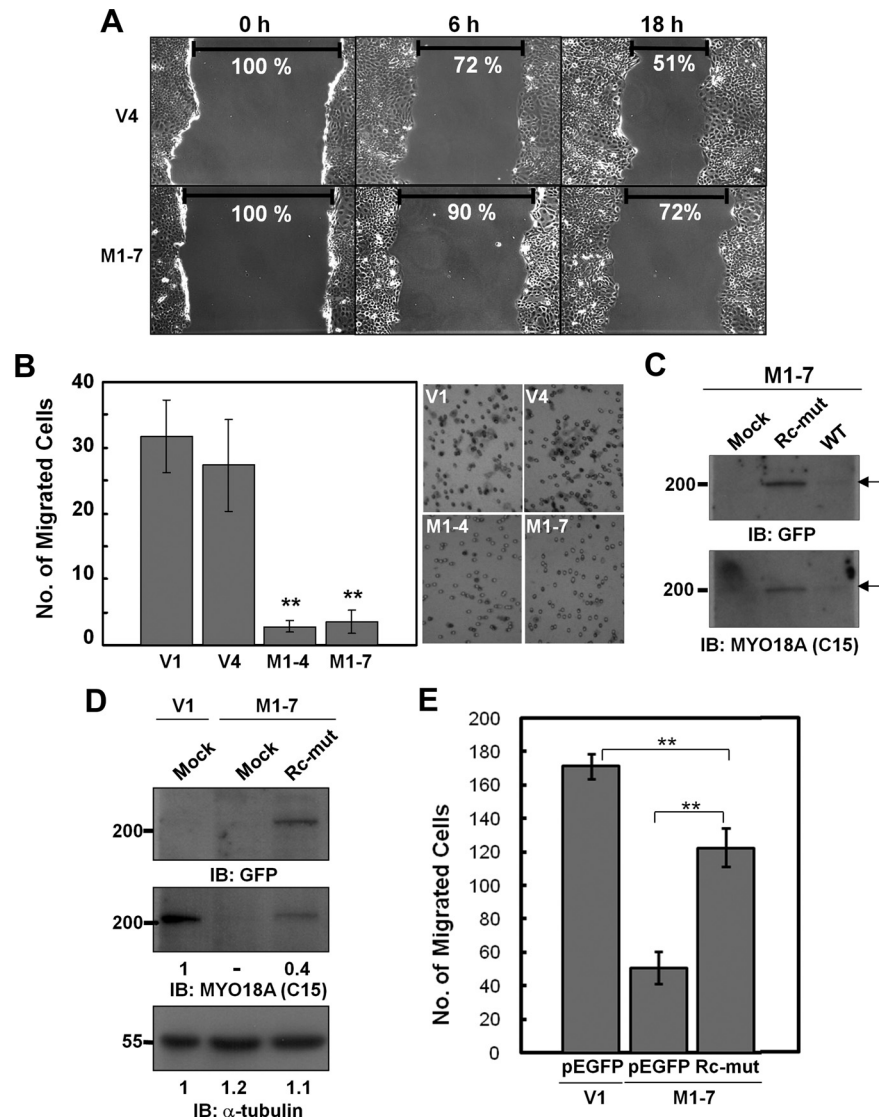 A
0 h 6 h 18 h
V4
100 % 72 % 51%
M1-7
100 % 90 % 72%
B
No. of Migrated Cells
40
30
20
10
0
** **
V1 V4 M1-4 M1-7
V1 V4
M1-4 M1-7
C
M1-7
Mock Rc-mut WT
200
IB: GFP
200
IB: MYO18A (C15)
D
V1 M1-7
Mock Mock Rc-mut
200
IB: GFP
200
1 - 0.4
IB: MYO18A (C15)
55
1 1.2 1.1
IB: α-tubulin
E
No. of Migrated Cells
200
180
160
140
120
100
80
60
40
20
0
**
**
pEGFP pEGFP Rc-mut
V1 M1-7